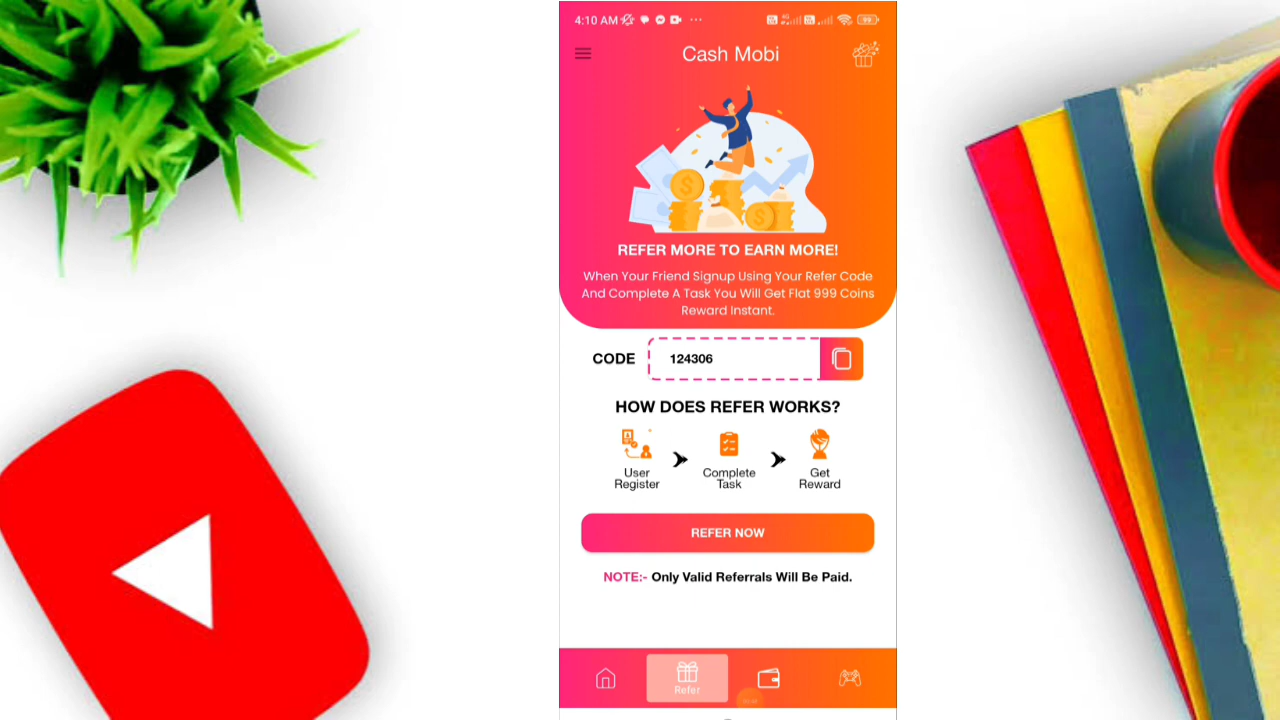 4:10 AM
99
Cash Mobi
REFER MORE TO EARN MORE!
When Your Friend Signup Using Your Refer Code
And Complete A Task You Will Get Flat 999 Coins
Reward Instant.
CODE 124306
HOW DOES REFER WORKS?
User Register
Complete Task
Get Reward
REFER NOW
NOTE:- Only Valid Referrals Will Be Paid.
Refer